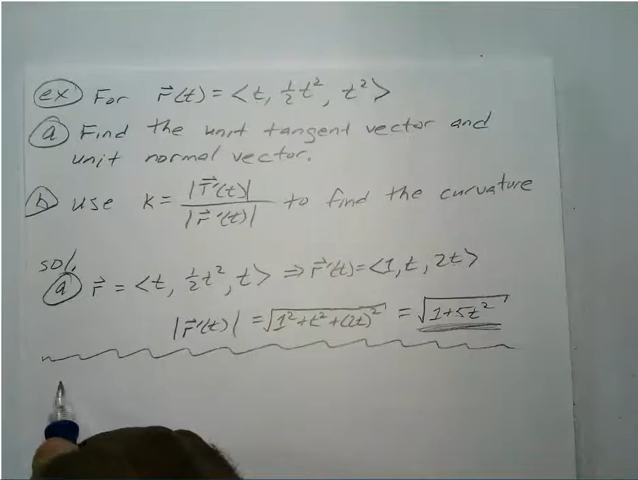 ex For r⃗(t) = <t, ½t², t²>
a Find the unit tangent vector and
unit normal vector.
b Use K = |T⃗'(t)| / |r⃗'(t)| to find the curvature
sol.
a r⃗ = <t, ½t², t> ⇒ r⃗'(t) = <1, t, 2t>
|r⃗'(t)| = √(1²+t²+(2t)²) = √(1+5t²)